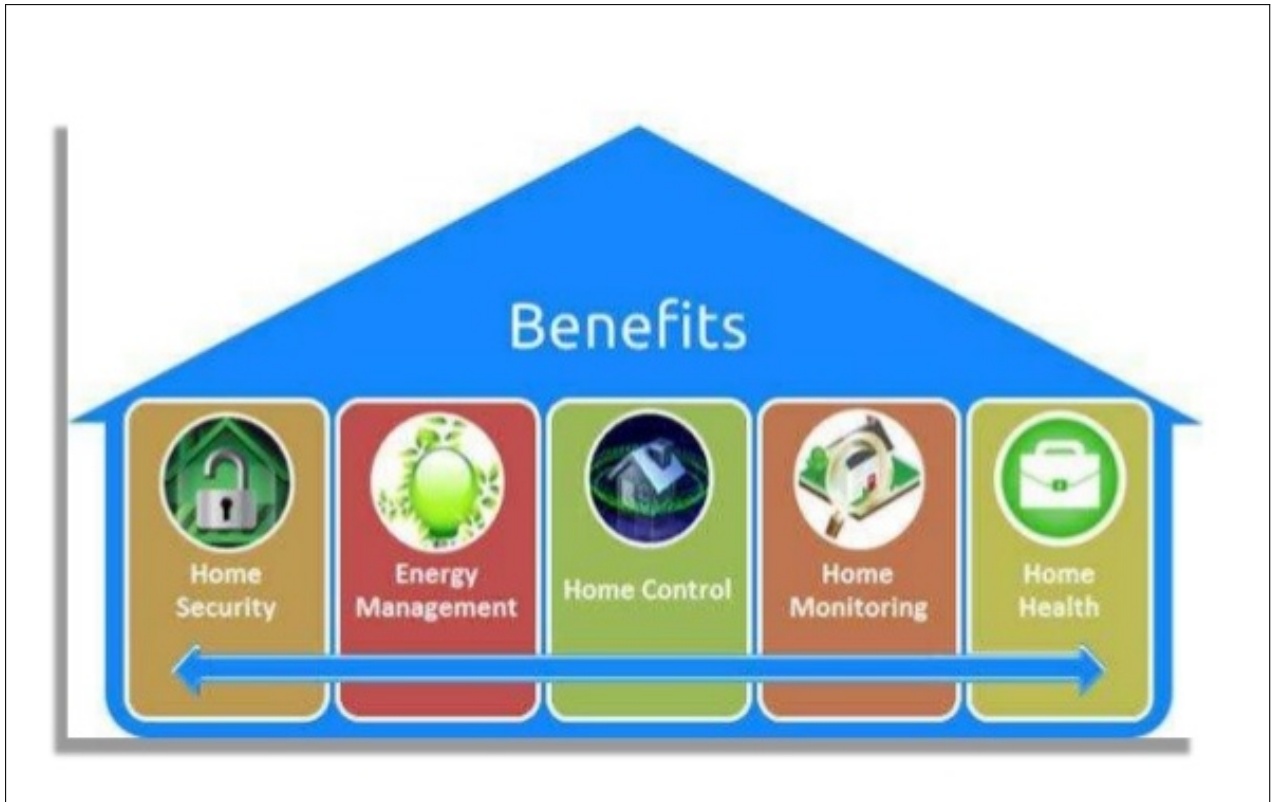 Benefits
Home
Security
Energy
Management
Home Control
Home
Monitoring
Home
Health